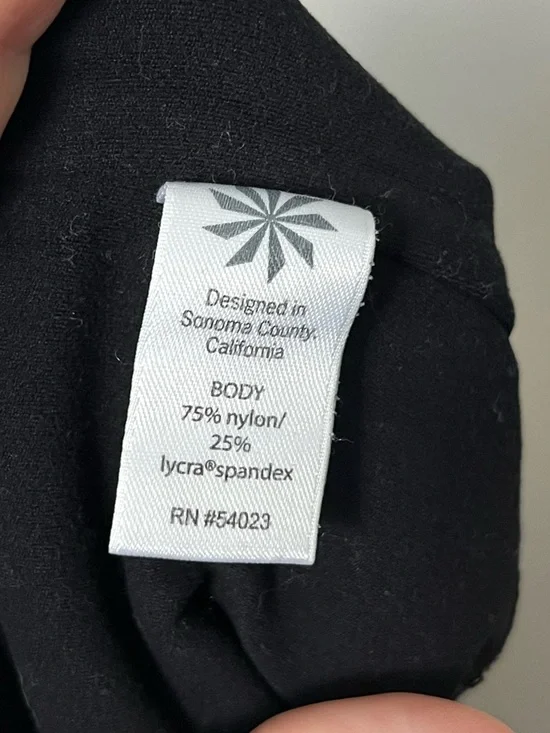 Designed in
Sonoma County,
California
BODY
75% nylon/
25%
lycra®spandex
RN #54023